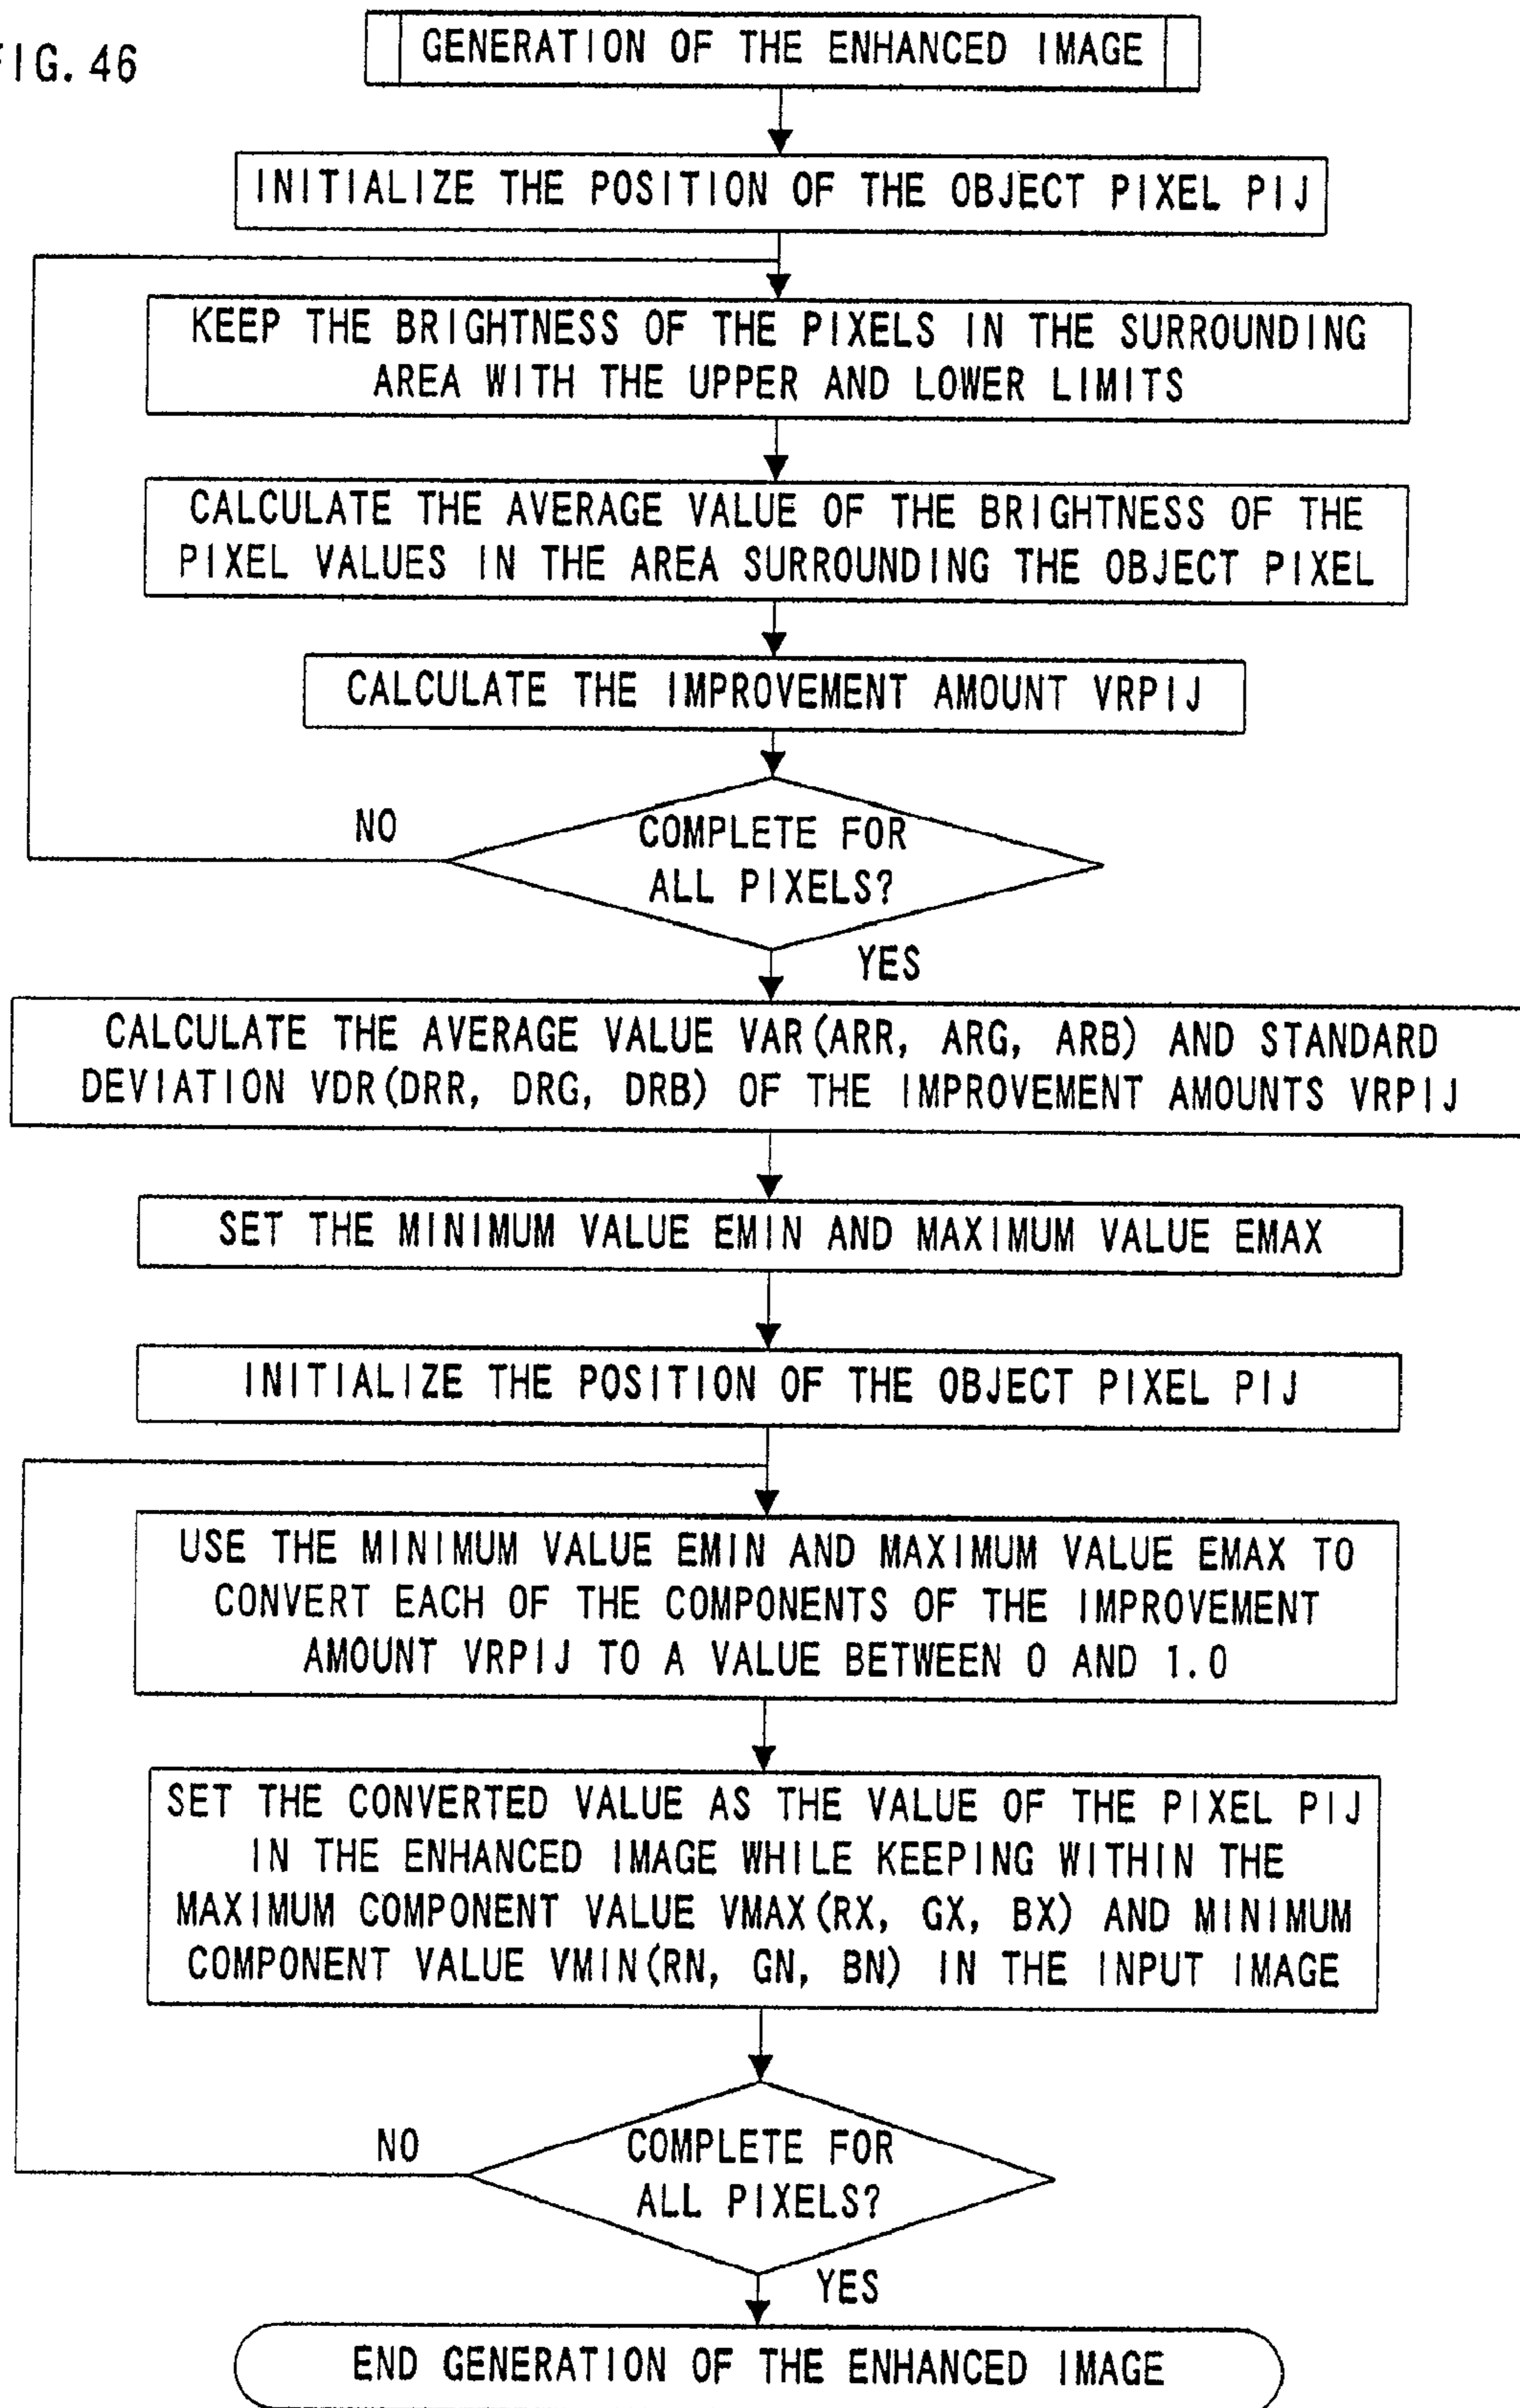 FIG. 46
GENERATION OF THE ENHANCED IMAGE
INITIALIZE THE POSITION OF THE OBJECT PIXEL PIJ
KEEP THE BRIGHTNESS OF THE PIXELS IN THE SURROUNDING
AREA WITH THE UPPER AND LOWER LIMITS
CALCULATE THE AVERAGE VALUE OF THE BRIGHTNESS OF THE
PIXEL VALUES IN THE AREA SURROUNDING THE OBJECT PIXEL
CALCULATE THE IMPROVEMENT AMOUNT VRPIJ
NO
COMPLETE FOR
ALL PIXELS?
YES
CALCULATE THE AVERAGE VALUE VAR(ARR, ARG, ARB) AND STANDARD
DEVIATION VDR(DRR, DRG, DRB) OF THE IMPROVEMENT AMOUNTS VRPIJ
SET THE MINIMUM VALUE EMIN AND MAXIMUM VALUE EMAX
INITIALIZE THE POSITION OF THE OBJECT PIXEL PIJ
USE THE MINIMUM VALUE EMIN AND MAXIMUM VALUE EMAX TO
CONVERT EACH OF THE COMPONENTS OF THE IMPROVEMENT
AMOUNT VRPIJ TO A VALUE BETWEEN 0 AND 1.0
SET THE CONVERTED VALUE AS THE VALUE OF THE PIXEL PIJ
IN THE ENHANCED IMAGE WHILE KEEPING WITHIN THE
MAXIMUM COMPONENT VALUE VMAX(RX, GX, BX) AND MINIMUM
COMPONENT VALUE VMIN(RN, GN, BN) IN THE INPUT IMAGE
NO
COMPLETE FOR
ALL PIXELS?
YES
END GENERATION OF THE ENHANCED IMAGE